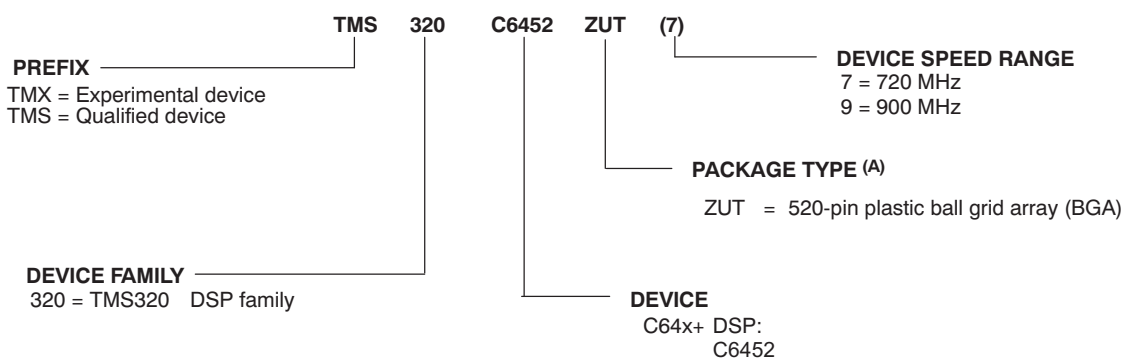 TMS 320 C6452 ZUT (7)
PREFIX
TMX = Experimental device
TMS = Qualified device
DEVICE SPEED RANGE
7 = 720 MHz
9 = 900 MHz
PACKAGE TYPE (A)
ZUT = 520-pin plastic ball grid array (BGA)
DEVICE FAMILY
320 = TMS320 DSP family
DEVICE
C64x+ DSP:
C6452